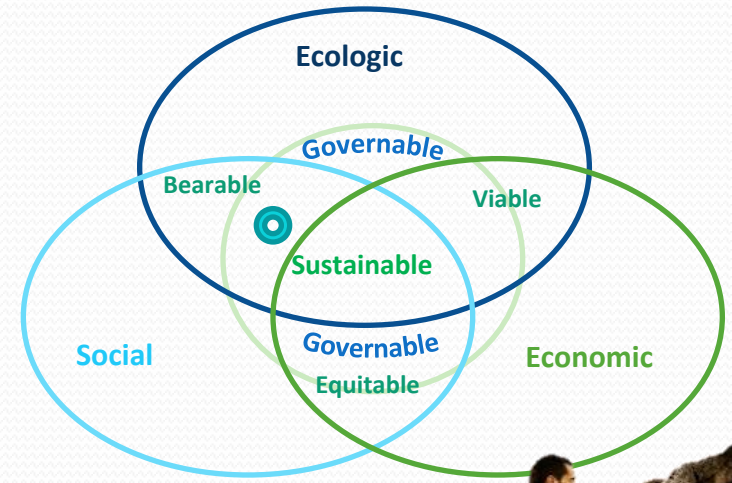 Ecologic
Governable
Bearable
Viable
Sustainable
Governable
Social
Economic
Equitable